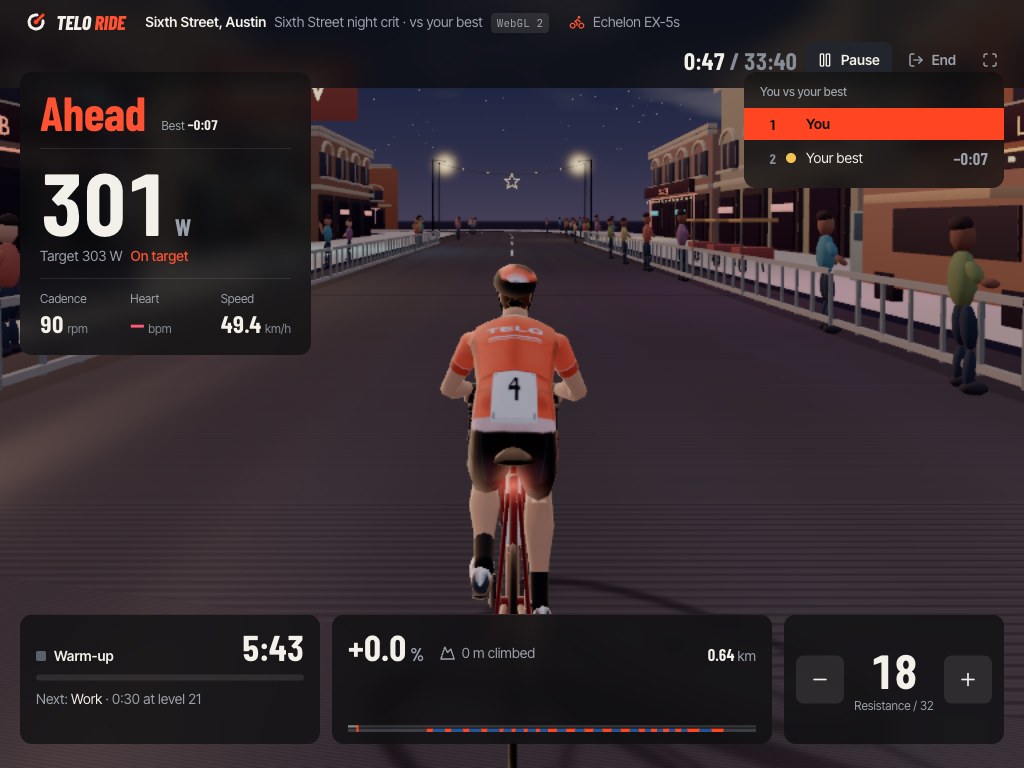 TELO RIDE Sixth Street, Austin Sixth Street night crit · vs your best WebGL 2 Echelon EX-5s
0:47 / 33:40 Pause End
Ahead Best −0:07
301 W
Target 303 W On target
Cadence Heart Speed
90 rpm — bpm 49.4 km/h
You vs your best
1 You
2 Your best −0:07
TELO
4
Warm-up 5:43
Next: Work · 0:30 at level 21
+0.0 % 0 m climbed 0.64 km
− 18 +
Resistance / 32